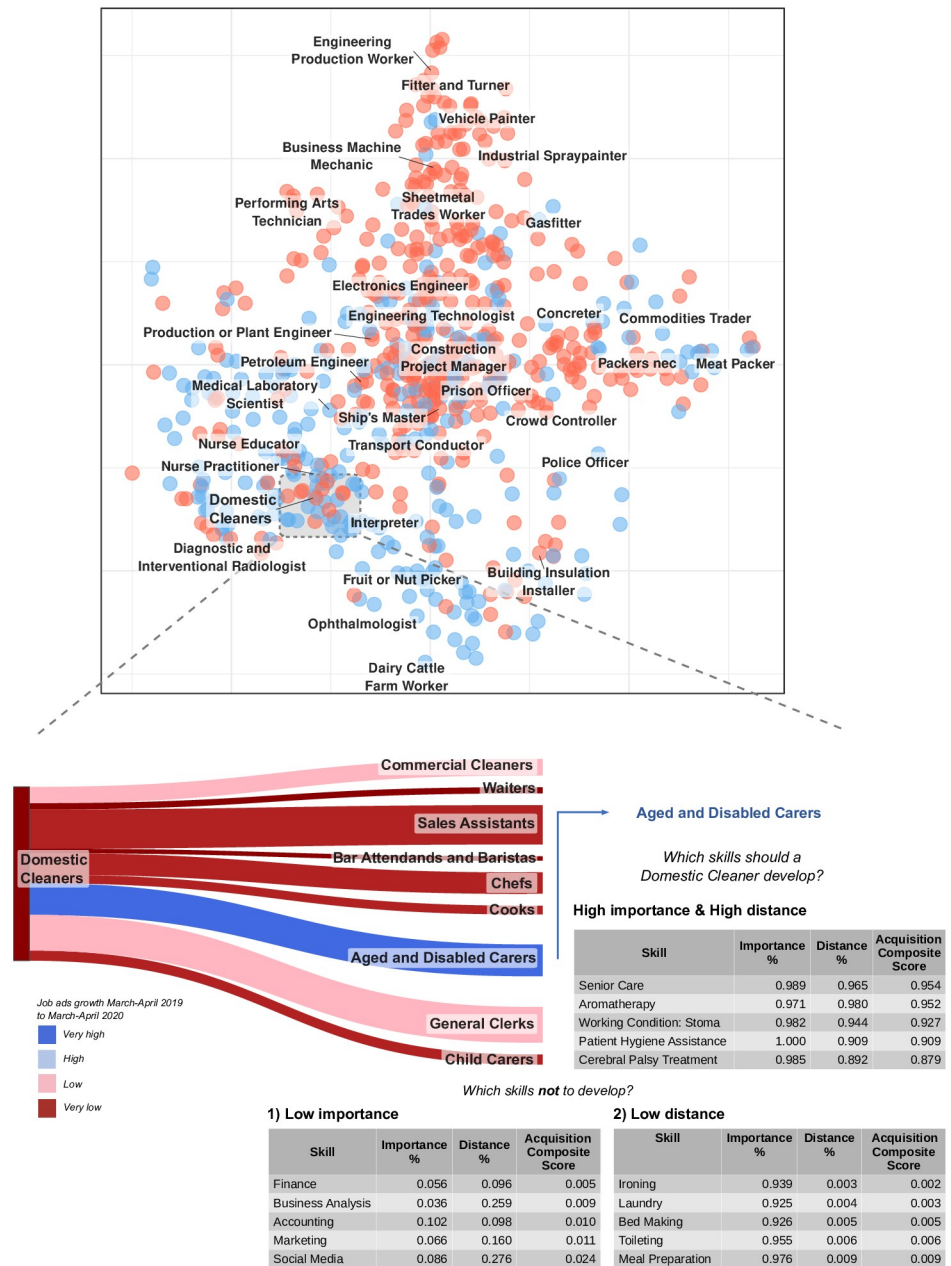 Engineering
Production Worker
Fitter and Turner
Vehicle Painter
Business Machine
Mechanic
Industrial Spraypainter
Performing Arts
Technician
Sheetmetal
Trades Worker
Gasfitter
Electronics Engineer
Engineering Technologist
Concreter
Commodities Trader
Production or Plant Engineer
Construction
Project Manager
Petroleum Engineer
Packers nec
Meat Packer
Medical Laboratory
Scientist
Prison Officer
Ship's Master
Crowd Controller
Nurse Educator
Transport Conductor
Nurse Practitioner
Police Officer
Domestic
Cleaners
Interpreter
Diagnostic and
Interventional Radiologist
Fruit or Nut Picker
Building Insulation
Installer
Ophthalmologist
Dairy Cattle
Farm Worker
Domestic
Cleaners
Commercial Cleaners
Waiters
Sales Assistants
Bar Attendands and Baristas
Chefs
Cooks
Aged and Disabled Carers
General Clerks
Child Carers
Job ads growth March-April 2019
to March-April 2020
Very high
High
Low
Very low
Aged and Disabled Carers
Which skills should a
Domestic Cleaner develop?
High importance & High distance
Skill Importance % Distance % Acquisition Composite Score
Senior Care 0.989 0.965 0.954
Aromatherapy 0.971 0.980 0.952
Working Condition: Stoma 0.982 0.944 0.927
Patient Hygiene Assistance 1.000 0.909 0.909
Cerebral Palsy Treatment 0.985 0.892 0.879
Which skills not to develop?
1) Low importance
Skill Importance % Distance % Acquisition Composite Score
Finance 0.056 0.096 0.005
Business Analysis 0.036 0.259 0.009
Accounting 0.102 0.098 0.010
Marketing 0.066 0.160 0.011
Social Media 0.086 0.276 0.024
2) Low distance
Skill Importance % Distance % Acquisition Composite Score
Ironing 0.939 0.003 0.002
Laundry 0.925 0.004 0.003
Bed Making 0.926 0.005 0.005
Toileting 0.955 0.006 0.006
Meal Preparation 0.976 0.009 0.009